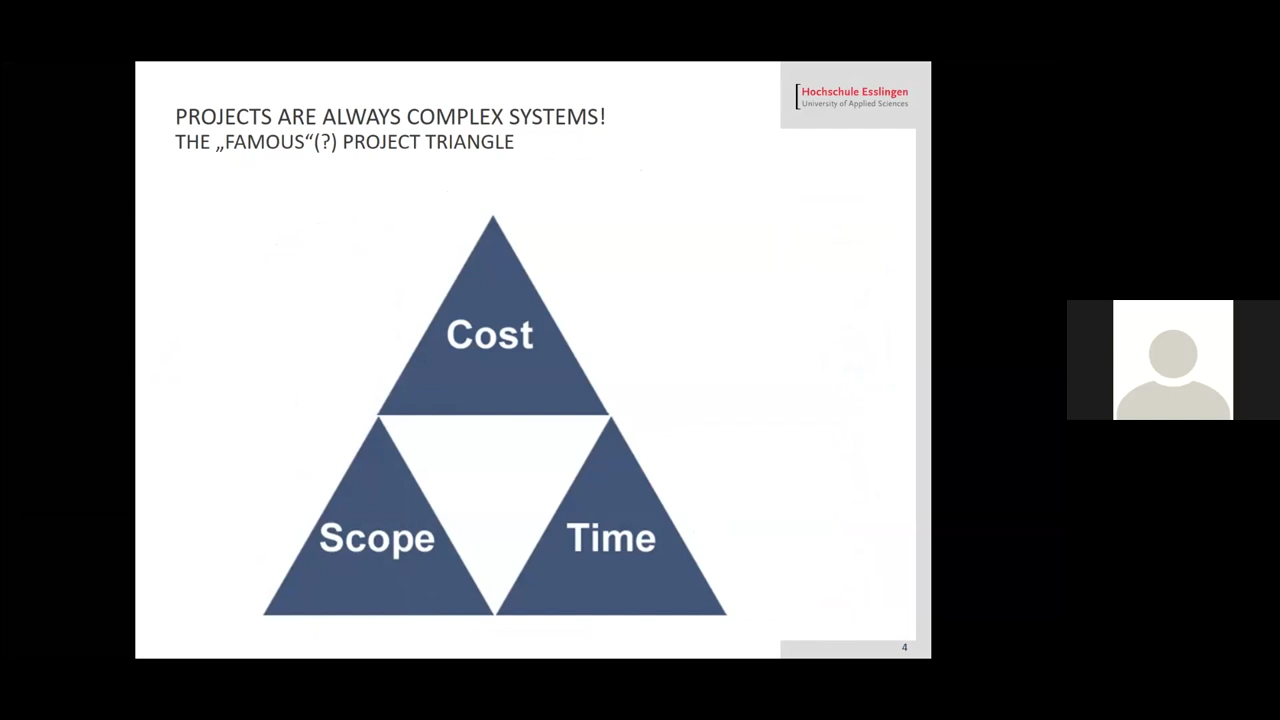 PROJECTS ARE ALWAYS COMPLEX SYSTEMS!
THE „FAMOUS“(?) PROJECT TRIANGLE
Hochschule Esslingen
University of Applied Sciences
Cost
Scope
Time
4